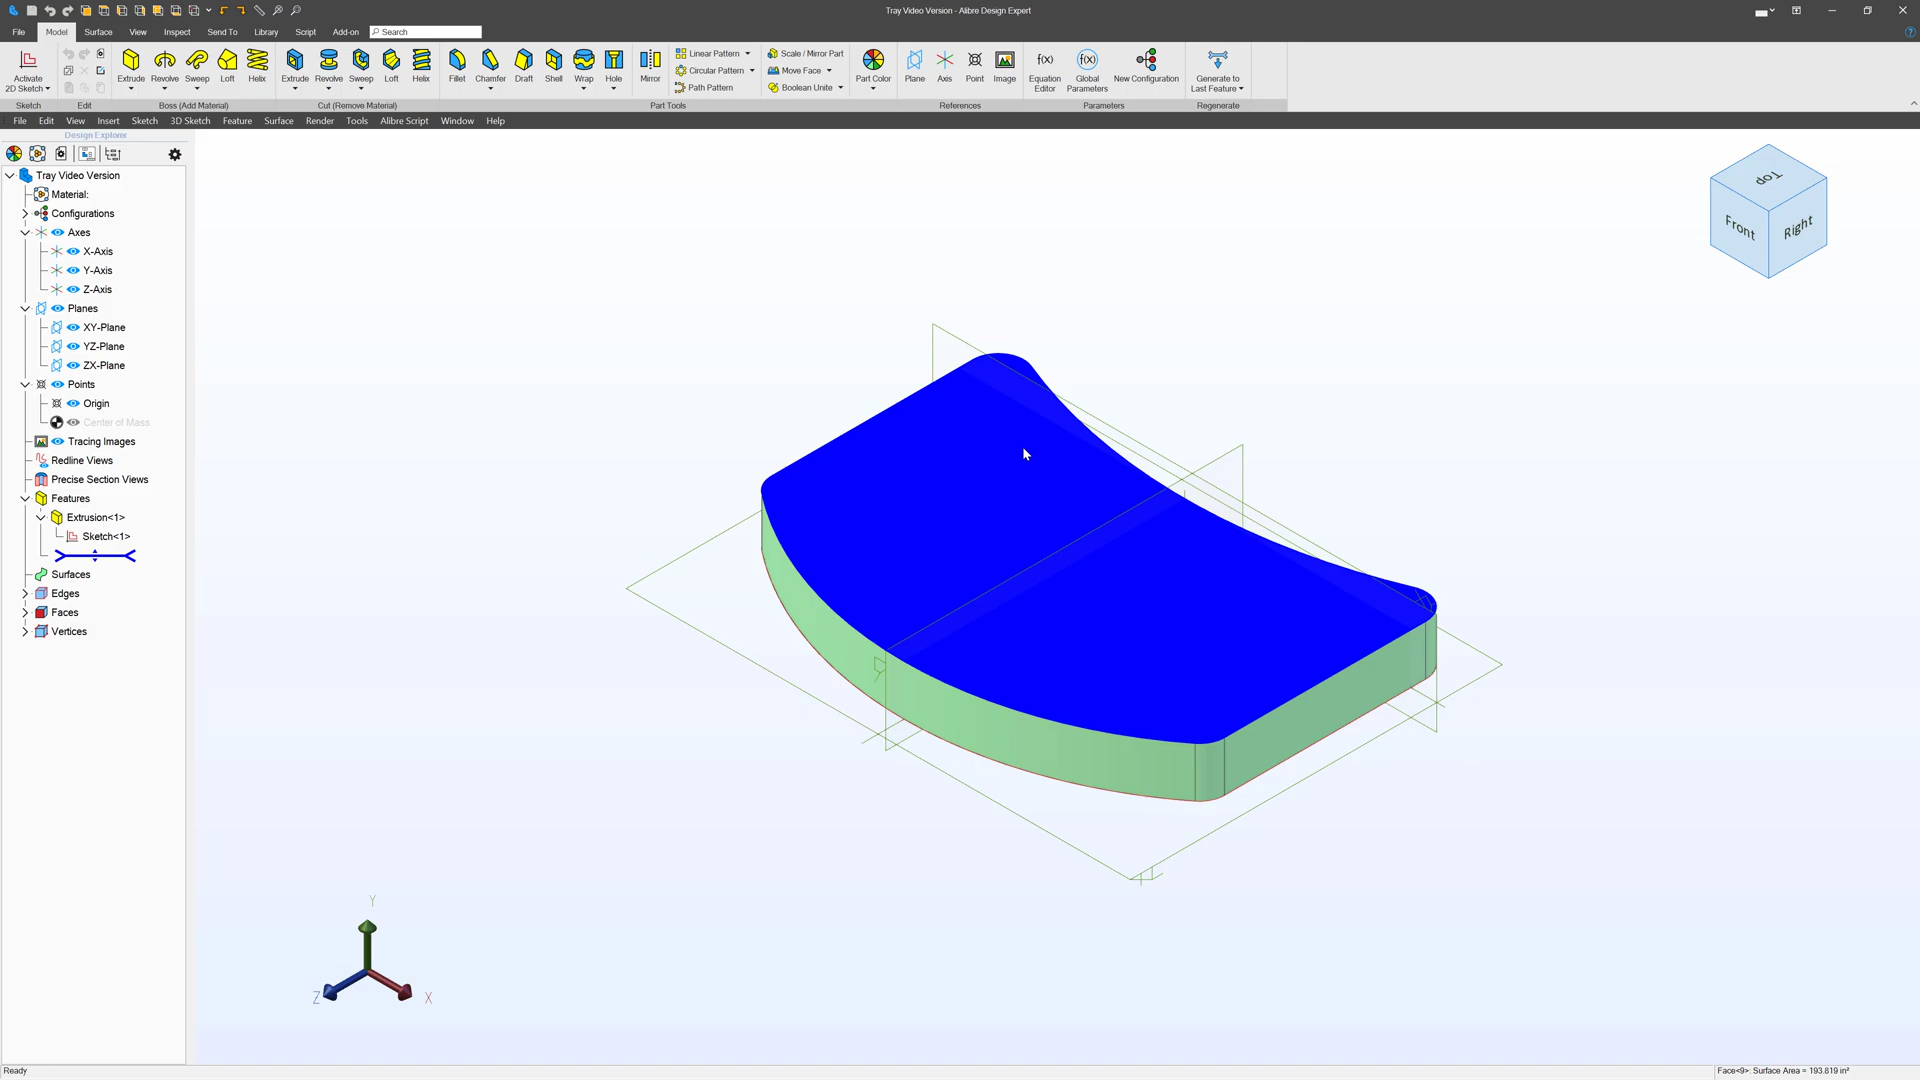 Tray Video Version - Alibre Design Expert
File Model Surface Sketch View Inspect Send To Library Script Add-on Search
Activate
2D Sketch
Extrude Revolve Sweep Loft Helix
Extrude Revolve Sweep Loft Helix
Fillet Chamfer Draft Shell Wrap Hole Mirror
Linear Pattern
Circular Pattern
Path Pattern
Scale / Mirror Part
Move Face
Boolean Unite
Part Color
Plane Axis Point Image
Equation
Editor
Global
Parameters
New Configuration
Generate to
Last Feature
Sketch Edit Boss (Add Material) Cut (Remove Material) Part Tools References Parameters Regenerate
File Edit View Insert Sketch 3D Sketch Feature Surface Render Tools Alibre Script Window Help
Design Explorer
Tray Video Version
Material:
Configurations
Axes
X-Axis
Y-Axis
Z-Axis
Planes
XY-Plane
YZ-Plane
ZX-Plane
Points
Origin
Center of Mass
Tracing Images
Redline Views
Precise Section Views
Features
Extrusion<1>
Sketch<1>
Surfaces
Edges
Faces
Vertices
Top
Front
Right
Y
Z
X
Ready
Face<9>: Surface Area = 193.819 in²